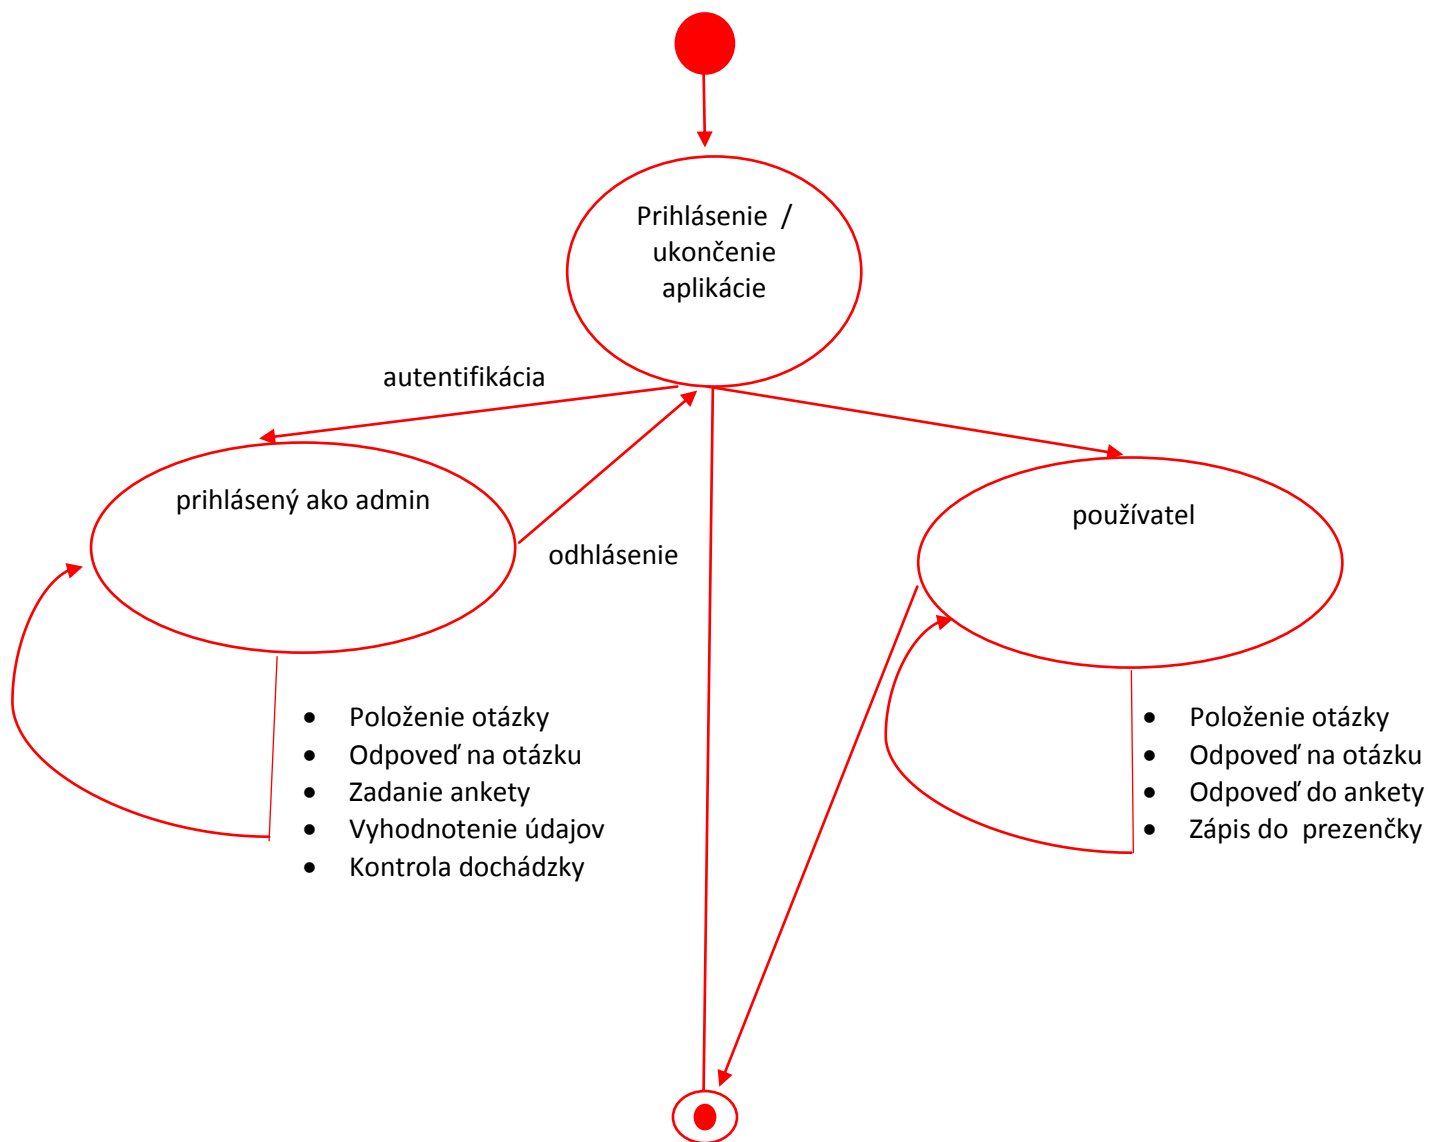 Prihlásenie /
ukončenie
aplikácie
autentifikácia
prihlásený ako admin
odhlásenie
používatel
• Položenie otázky
• Odpoveď na otázku
• Zadanie ankety
• Vyhodnotenie údajov
• Kontrola dochádzky
• Položenie otázky
• Odpoveď na otázku
• Odpoveď do ankety
• Zápis do prezenčky